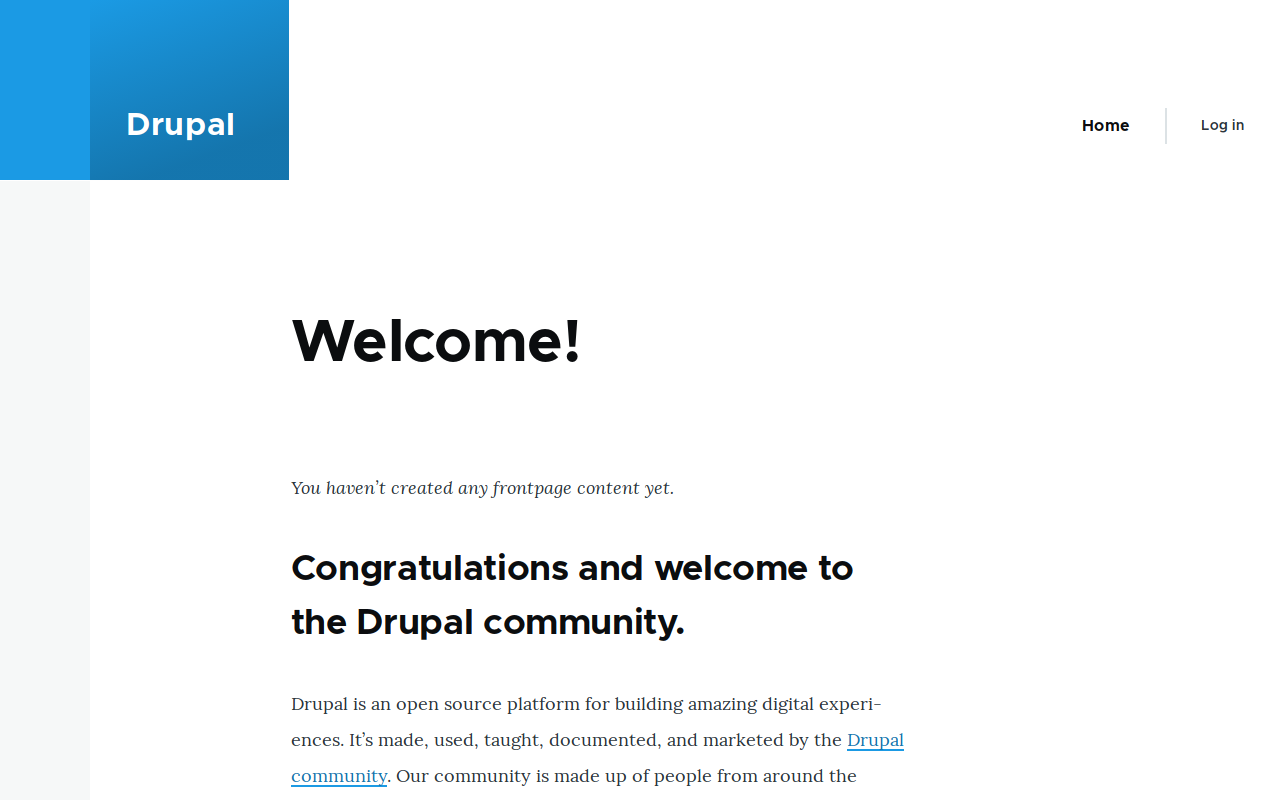 Drupal
Home
Log in
Welcome!
You haven’t created any frontpage content yet.
Congratulations and welcome to
the Drupal community.
Drupal is an open source platform for building amazing digital experi-
ences. It’s made, used, taught, documented, and marketed by the Drupal
community. Our community is made up of people from around the